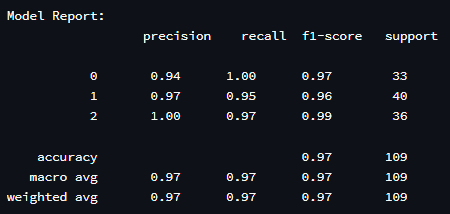 Model Report:
precision recall f1-score support
0 0.94 1.00 0.97 33
1 0.97 0.95 0.96 40
2 1.00 0.97 0.99 36
accuracy 0.97 109
macro avg 0.97 0.97 0.97 109
weighted avg 0.97 0.97 0.97 109